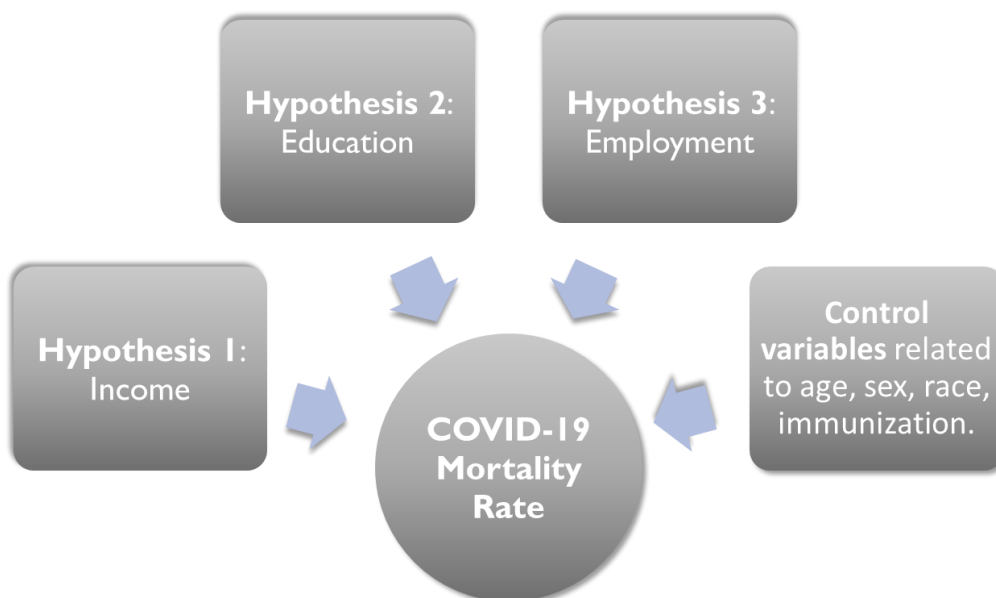 Hypothesis 2:
Education
Hypothesis 3:
Employment
Hypothesis 1:
Income
Control
variables related
to age, sex, race,
immunization.
COVID-19
Mortality
Rate